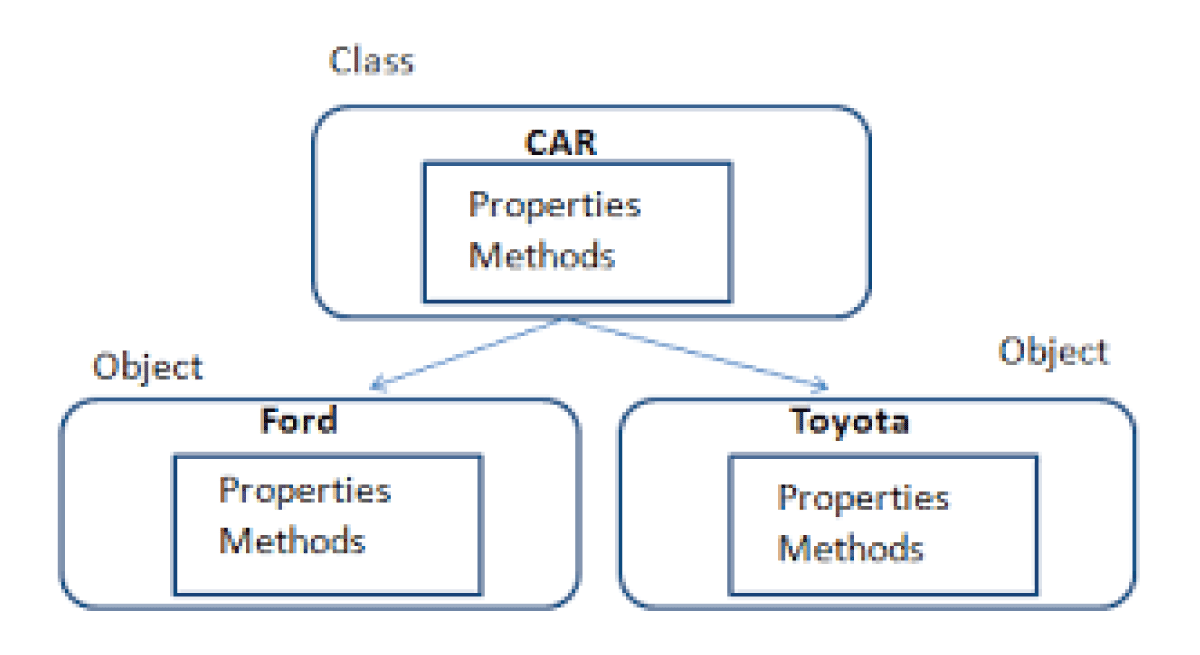 Class
CAR
Properties
Methods
Object
Object
Ford
Properties
Methods
Toyota
Properties
Methods